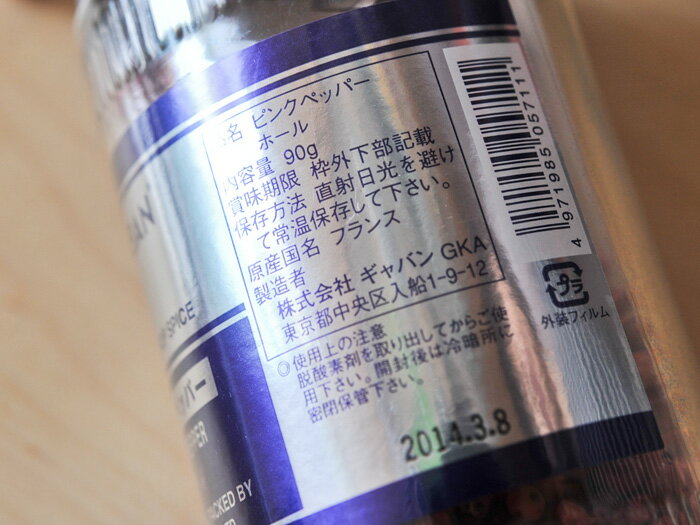 名 ピンクペッパー
ホール
内容量 90g
賞味期限 枠外下部記載
保存方法 直射日光を避け
て常温保存して下さい。
原産国名 フランス
製造者
株式会社 ギャバン GKA
東京都中央区入船1-9-12
◎使用上の注意
脱酸素剤を取り出してからご使
用下さい。開封後は冷暗所に
密閉保管下さい。
2014.3.8
4 971985 057111
プラ
外装フィルム
SPICE